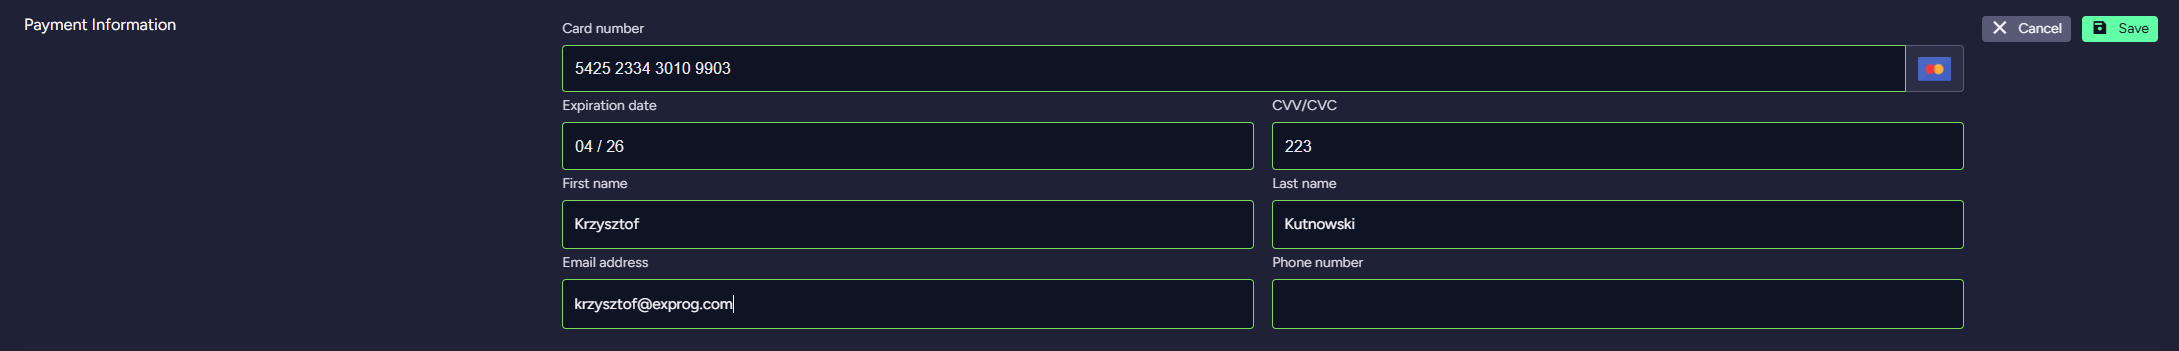 Payment Information
Card number
Cancel
Save
5425 2334 3010 9903
Expiration date
CVV/CVC
04 / 26
223
First name
Last name
Krzysztof
Kutnowski
Email address
Phone number
krzysztof@exprog.com